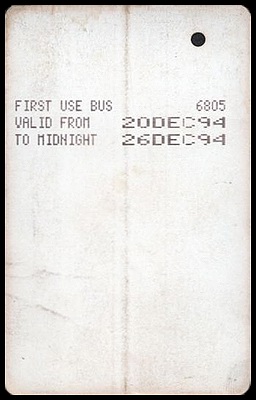 FIRST USE BUS 6805
VALID FROM 20DEC94
TO MIDNIGHT 26DEC94